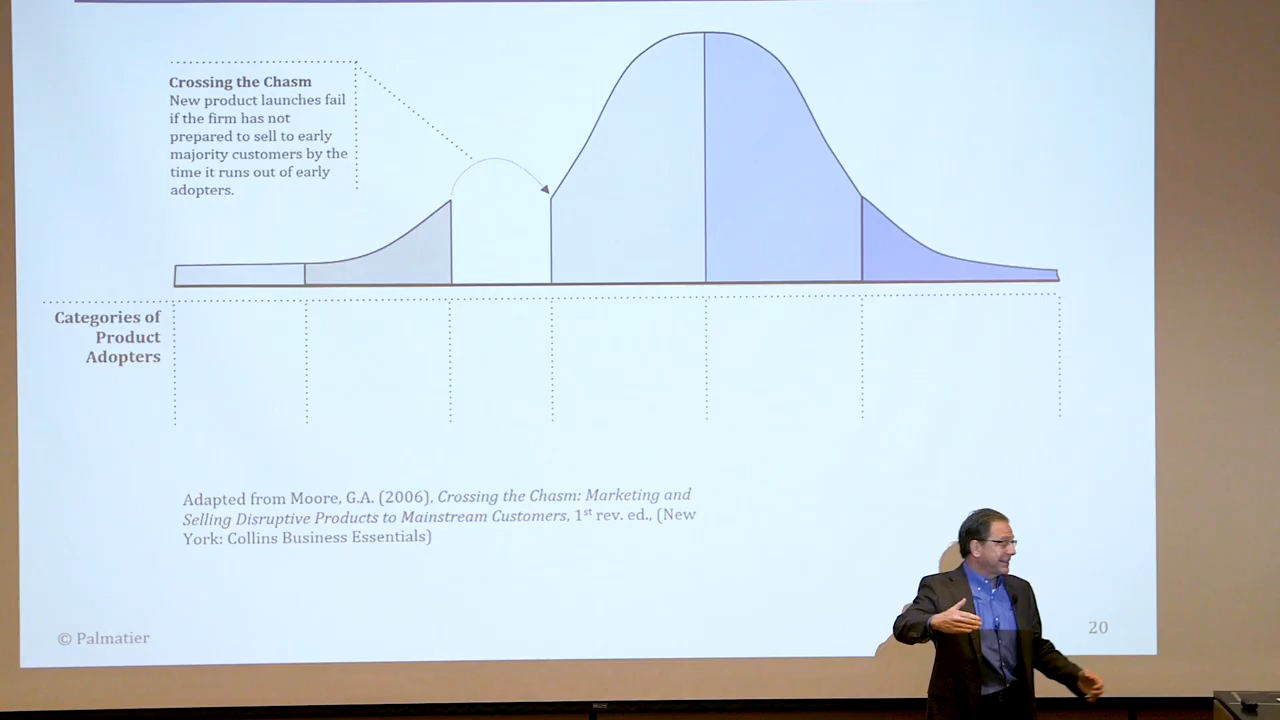 Crossing the Chasm
New product launches fail
if the firm has not
prepared to sell to early
majority customers by the
time it runs out of early
adopters.
Categories of
Product
Adopters
Adapted from Moore, G.A. (2006), Crossing the Chasm: Marketing and
Selling Disruptive Products to Mainstream Customers, 1st rev. ed., (New
York: Collins Business Essentials)
© Palmatier
20